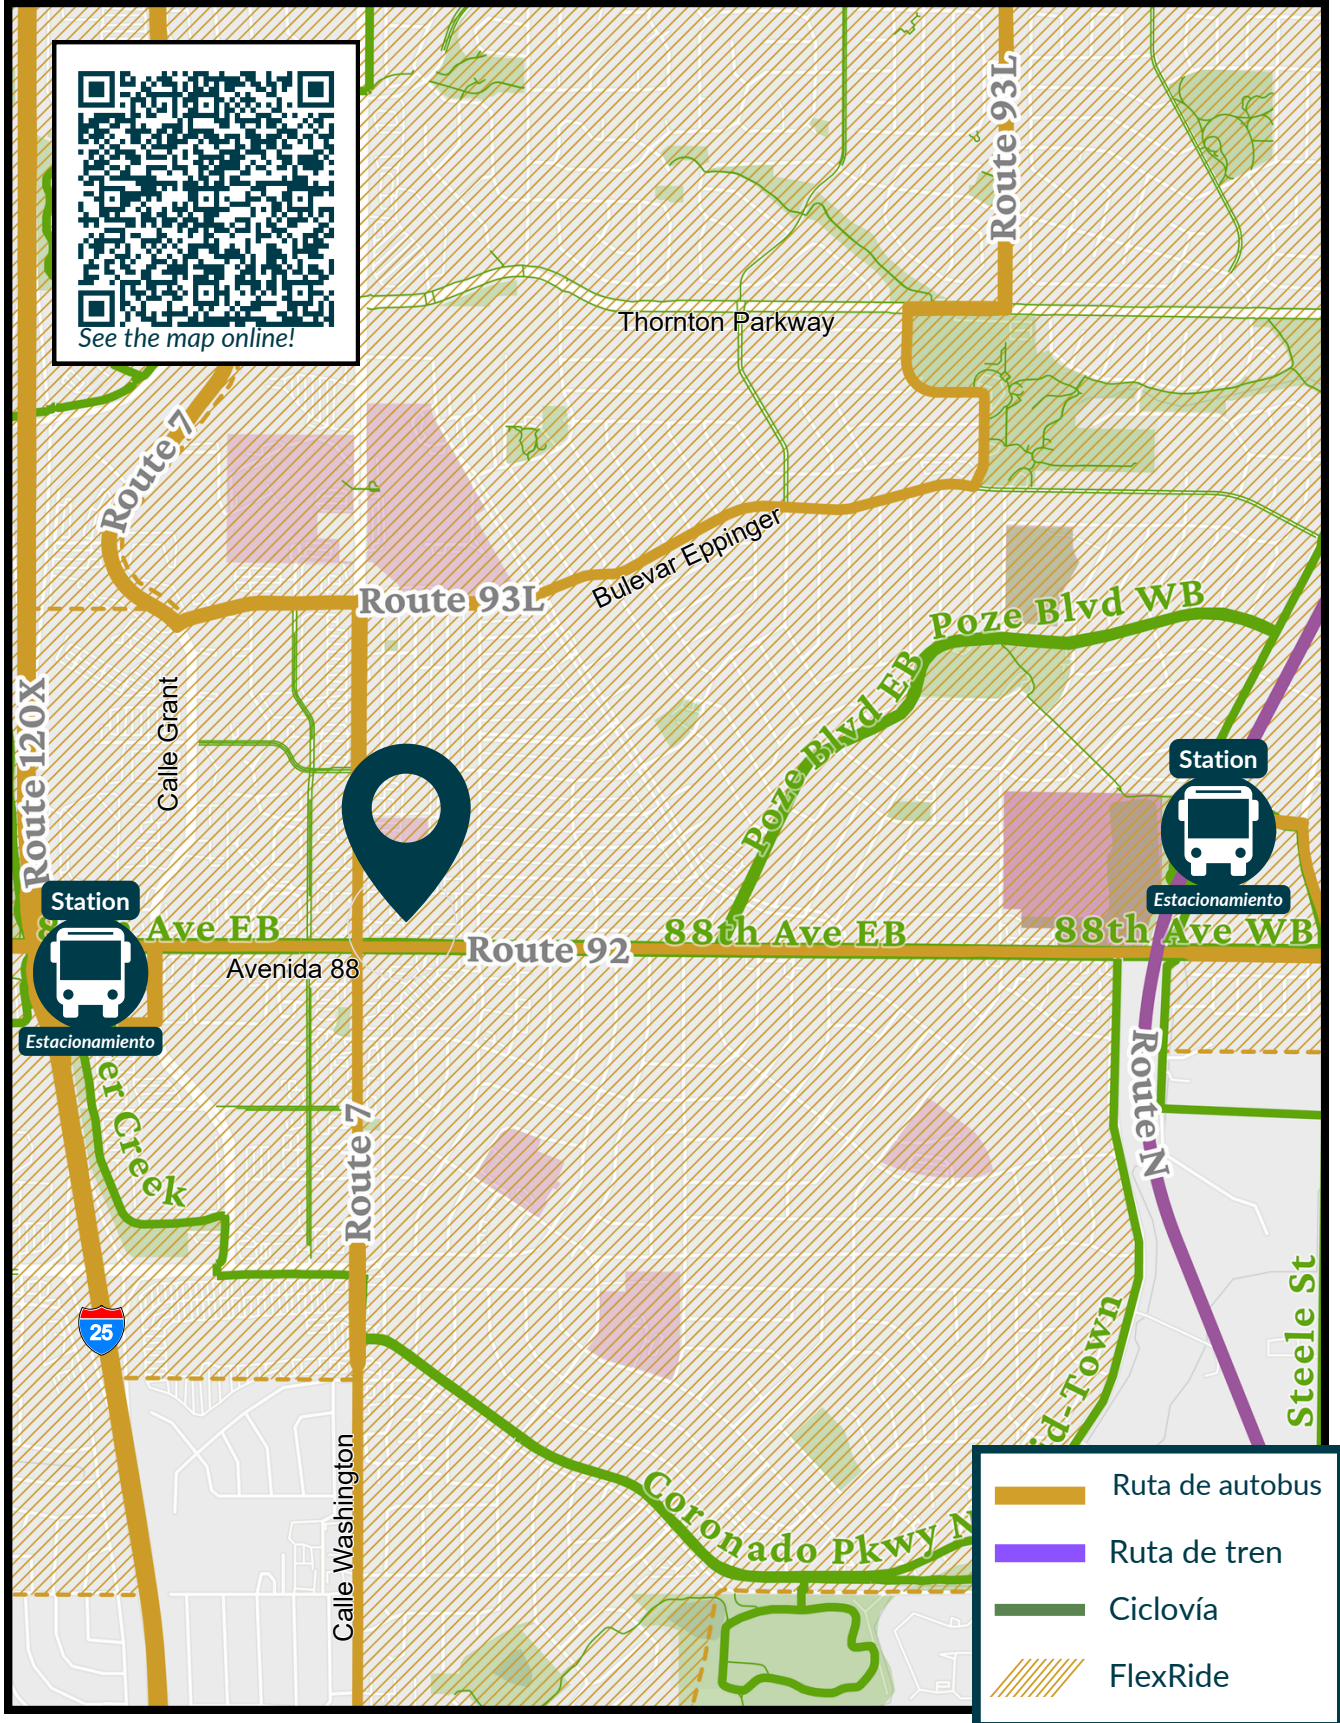 See the map online!
Route 93L
Thornton Parkway
Route 7
Bulevar Eppinger
Route 93L
Poze Blvd WB
Poze Blvd EB
Calle Grant
Route 120X
Station
Estacionamiento
Station
Estacionamiento
Ave EB
Route 92
88th Ave EB
88th Ave WB
Avenida 88
er Creek
Route 7
Route N
25
Steele St
id-Town
Calle Washington
Coronado Pkwy N
Ruta de autobus
Ruta de tren
Ciclovía
FlexRide